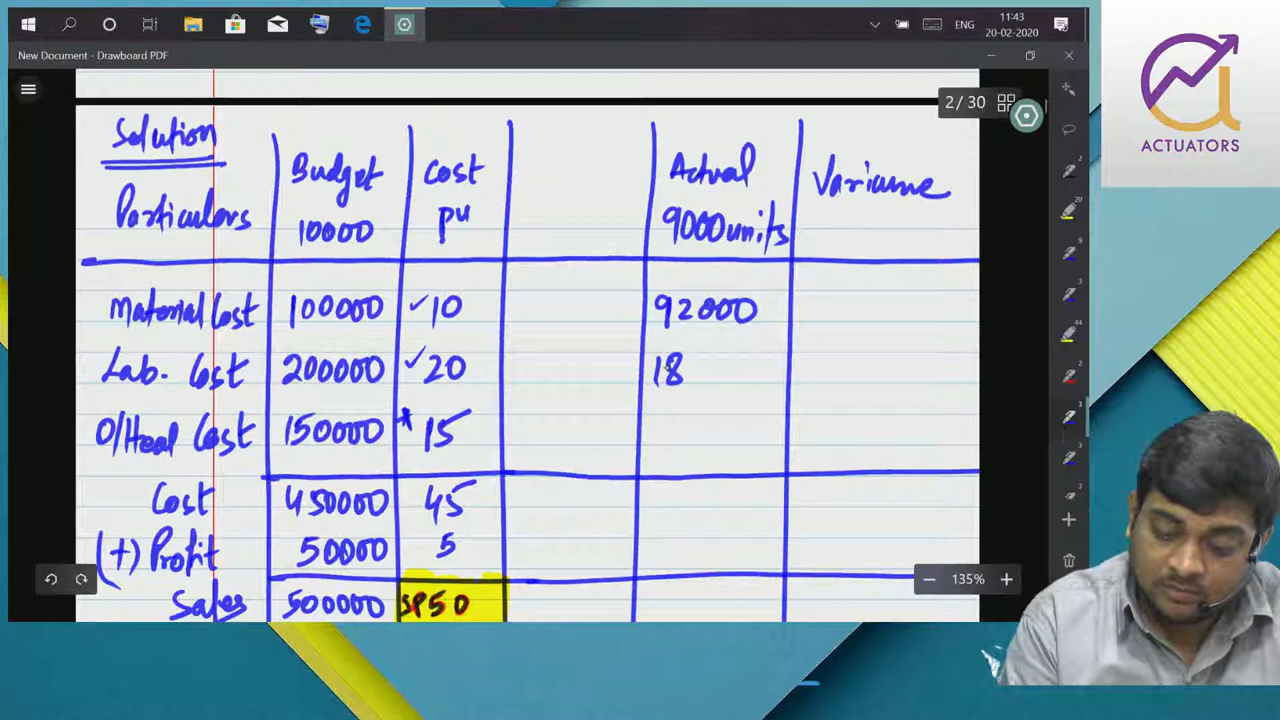 11:43
ENG
20-02-2020
New Document - Drawboard PDF
2 / 30
ACTUATORS
Solution
Particulars
Budget
10000
Cost
pu
Actual
9000units
Variance
Material Cost 100000 ✓10 92000
Lab. Cost 200000 ✓20 18
O/Head Cost 150000 * 15
Cost 450000 45
(+) Profit 50000 5
Sales 500000 SP50
135%